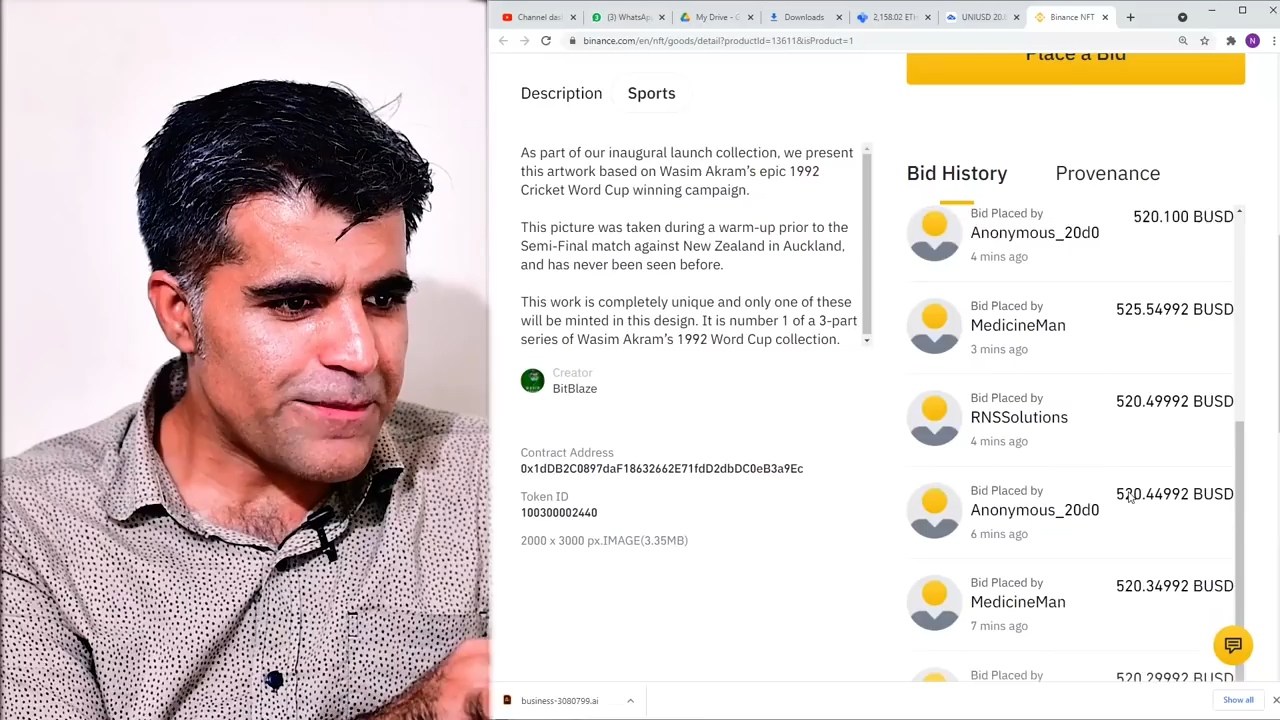 Channel dash
(3) WhatsApp
My Drive - G
Downloads
2,158.02 ETH
UNIUSD 20.
Binance NFT
binance.com/en/nft/goods/detail?productId=13611&isProduct=1
N
Place a Bid
Description
Sports
As part of our inaugural launch collection, we present
this artwork based on Wasim Akram's epic 1992
Cricket Word Cup winning campaign.
This picture was taken during a warm-up prior to the
Semi-Final match against New Zealand in Auckland,
and has never been seen before.
This work is completely unique and only one of these
will be minted in this design. It is number 1 of a 3-part
series of Wasim Akram's 1992 Word Cup collection.
Creator
BitBlaze
Contract Address
0x1dDB2C0897daF18632662E71fdD2dbDC0eB3a9Ec
Token ID
100300002440
2000 x 3000 px.IMAGE(3.35MB)
Bid History
Provenance
Bid Placed by
520.100 BUSD
Anonymous_20d0
4 mins ago
Bid Placed by
525.54992 BUSD
MedicineMan
3 mins ago
Bid Placed by
520.49992 BUSD
RNSSolutions
4 mins ago
Bid Placed by
520.44992 BUSD
Anonymous_20d0
6 mins ago
Bid Placed by
520.34992 BUSD
MedicineMan
7 mins ago
Bid Placed by
520.29992 BUSD
business-3080799.ai
Show all